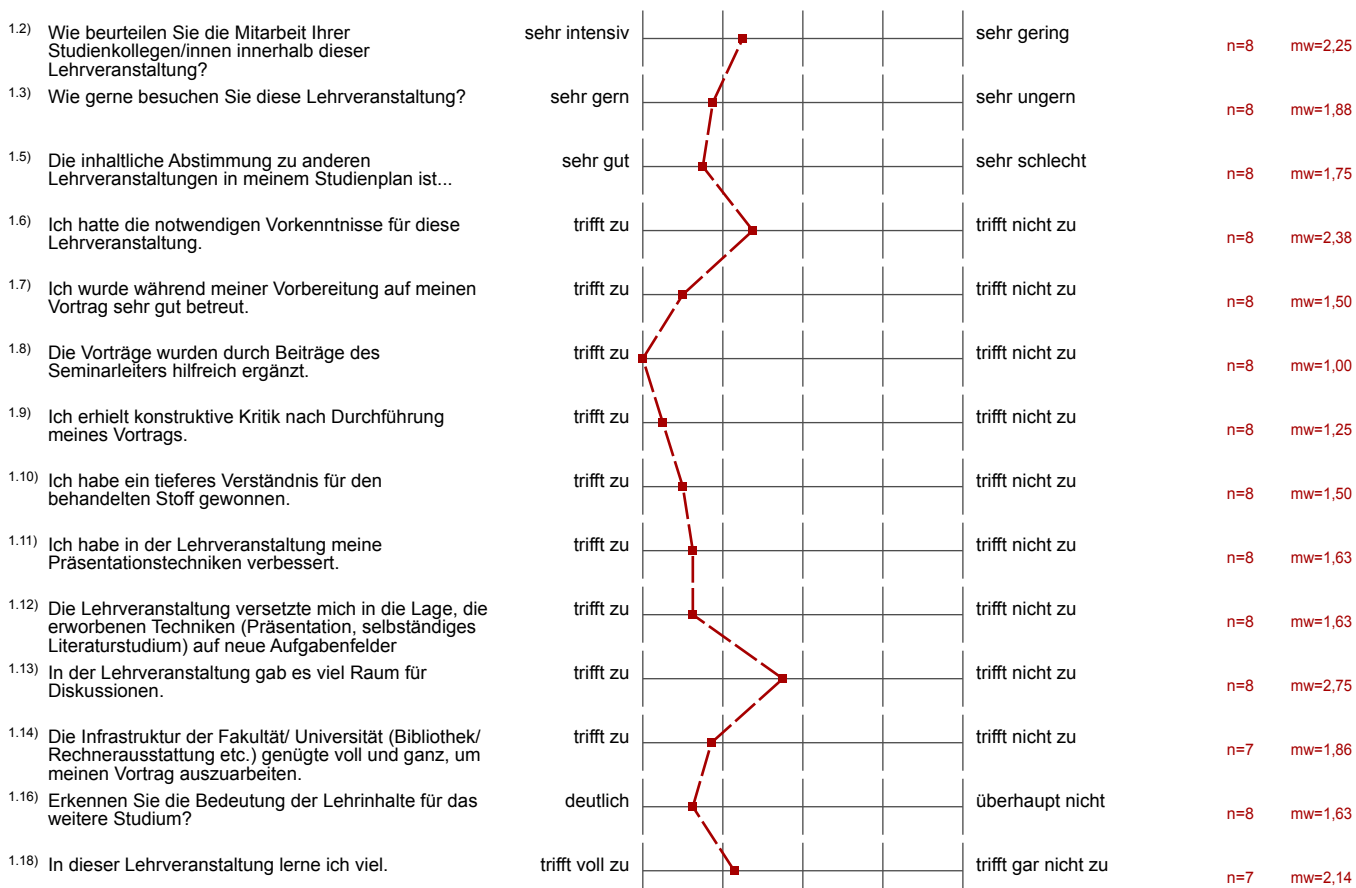 1.2) Wie beurteilen Sie die Mitarbeit Ihrer
Studienkollegen/innen innerhalb dieser
Lehrveranstaltung?
sehr intensiv
sehr gering
n=8 mw=2,25
1.3) Wie gerne besuchen Sie diese Lehrveranstaltung?
sehr gern
sehr ungern
n=8 mw=1,88
1.5) Die inhaltliche Abstimmung zu anderen
Lehrveranstaltungen in meinem Studienplan ist...
sehr gut
sehr schlecht
n=8 mw=1,75
1.6) Ich hatte die notwendigen Vorkenntnisse für diese
Lehrveranstaltung.
trifft zu
trifft nicht zu
n=8 mw=2,38
1.7) Ich wurde während meiner Vorbereitung auf meinen
Vortrag sehr gut betreut.
trifft zu
trifft nicht zu
n=8 mw=1,50
1.8) Die Vorträge wurden durch Beiträge des
Seminarleiters hilfreich ergänzt.
trifft zu
trifft nicht zu
n=8 mw=1,00
1.9) Ich erhielt konstruktive Kritik nach Durchführung
meines Vortrags.
trifft zu
trifft nicht zu
n=8 mw=1,25
1.10) Ich habe ein tieferes Verständnis für den
behandelten Stoff gewonnen.
trifft zu
trifft nicht zu
n=8 mw=1,50
1.11) Ich habe in der Lehrveranstaltung meine
Präsentationstechniken verbessert.
trifft zu
trifft nicht zu
n=8 mw=1,63
1.12) Die Lehrveranstaltung versetzte mich in die Lage, die
erworbenen Techniken (Präsentation, selbständiges
Literaturstudium) auf neue Aufgabenfelder
trifft zu
trifft nicht zu
n=8 mw=1,63
1.13) In der Lehrveranstaltung gab es viel Raum für
Diskussionen.
trifft zu
trifft nicht zu
n=8 mw=2,75
1.14) Die Infrastruktur der Fakultät/ Universität (Bibliothek/
Rechnerausstattung etc.) genügte voll und ganz, um
meinen Vortrag auszuarbeiten.
trifft zu
trifft nicht zu
n=7 mw=1,86
1.16) Erkennen Sie die Bedeutung der Lehrinhalte für das
weitere Studium?
deutlich
überhaupt nicht
n=8 mw=1,63
1.18) In dieser Lehrveranstaltung lerne ich viel.
trifft voll zu
trifft gar nicht zu
n=7 mw=2,14